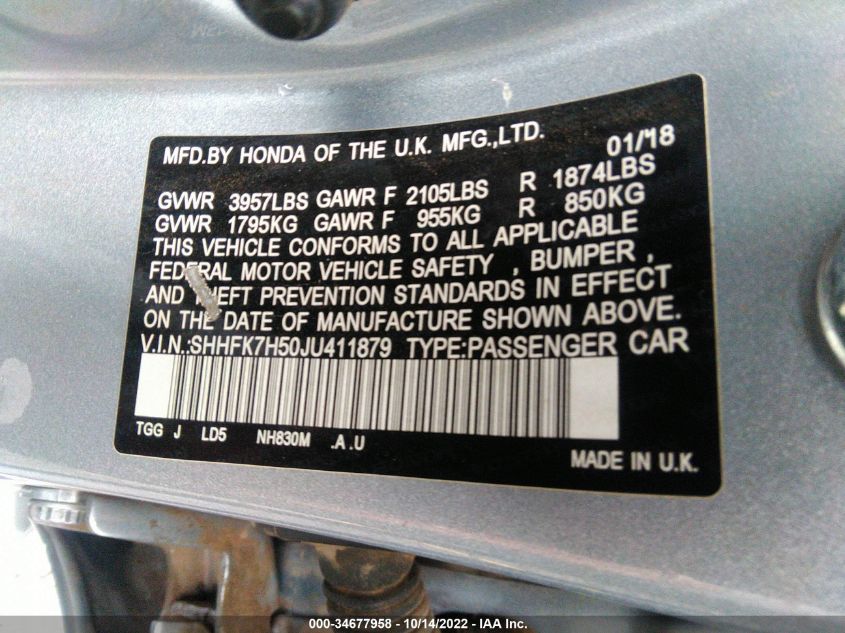 MFD.BY HONDA OF THE U.K. MFG.,LTD. 01/'18
GVWR 3957LBS GAWR F 2105LBS R 1874LBS
GVWR 1795KG GAWR F 955KG R 850KG
THIS VEHICLE CONFORMS TO ALL APPLICABLE
FEDERAL MOTOR VEHICLE SAFETY , BUMPER ,
AND THEFT PREVENTION STANDARDS IN EFFECT
ON THE DATE OF MANUFACTURE SHOWN ABOVE.
V.I.N.:SHHFK7H50JU411879 TYPE:PASSENGER CAR
TGG J LD5 NH830M .A .U
MADE IN U.K.
000-34677958 - 10/14/2022 - IAA Inc.